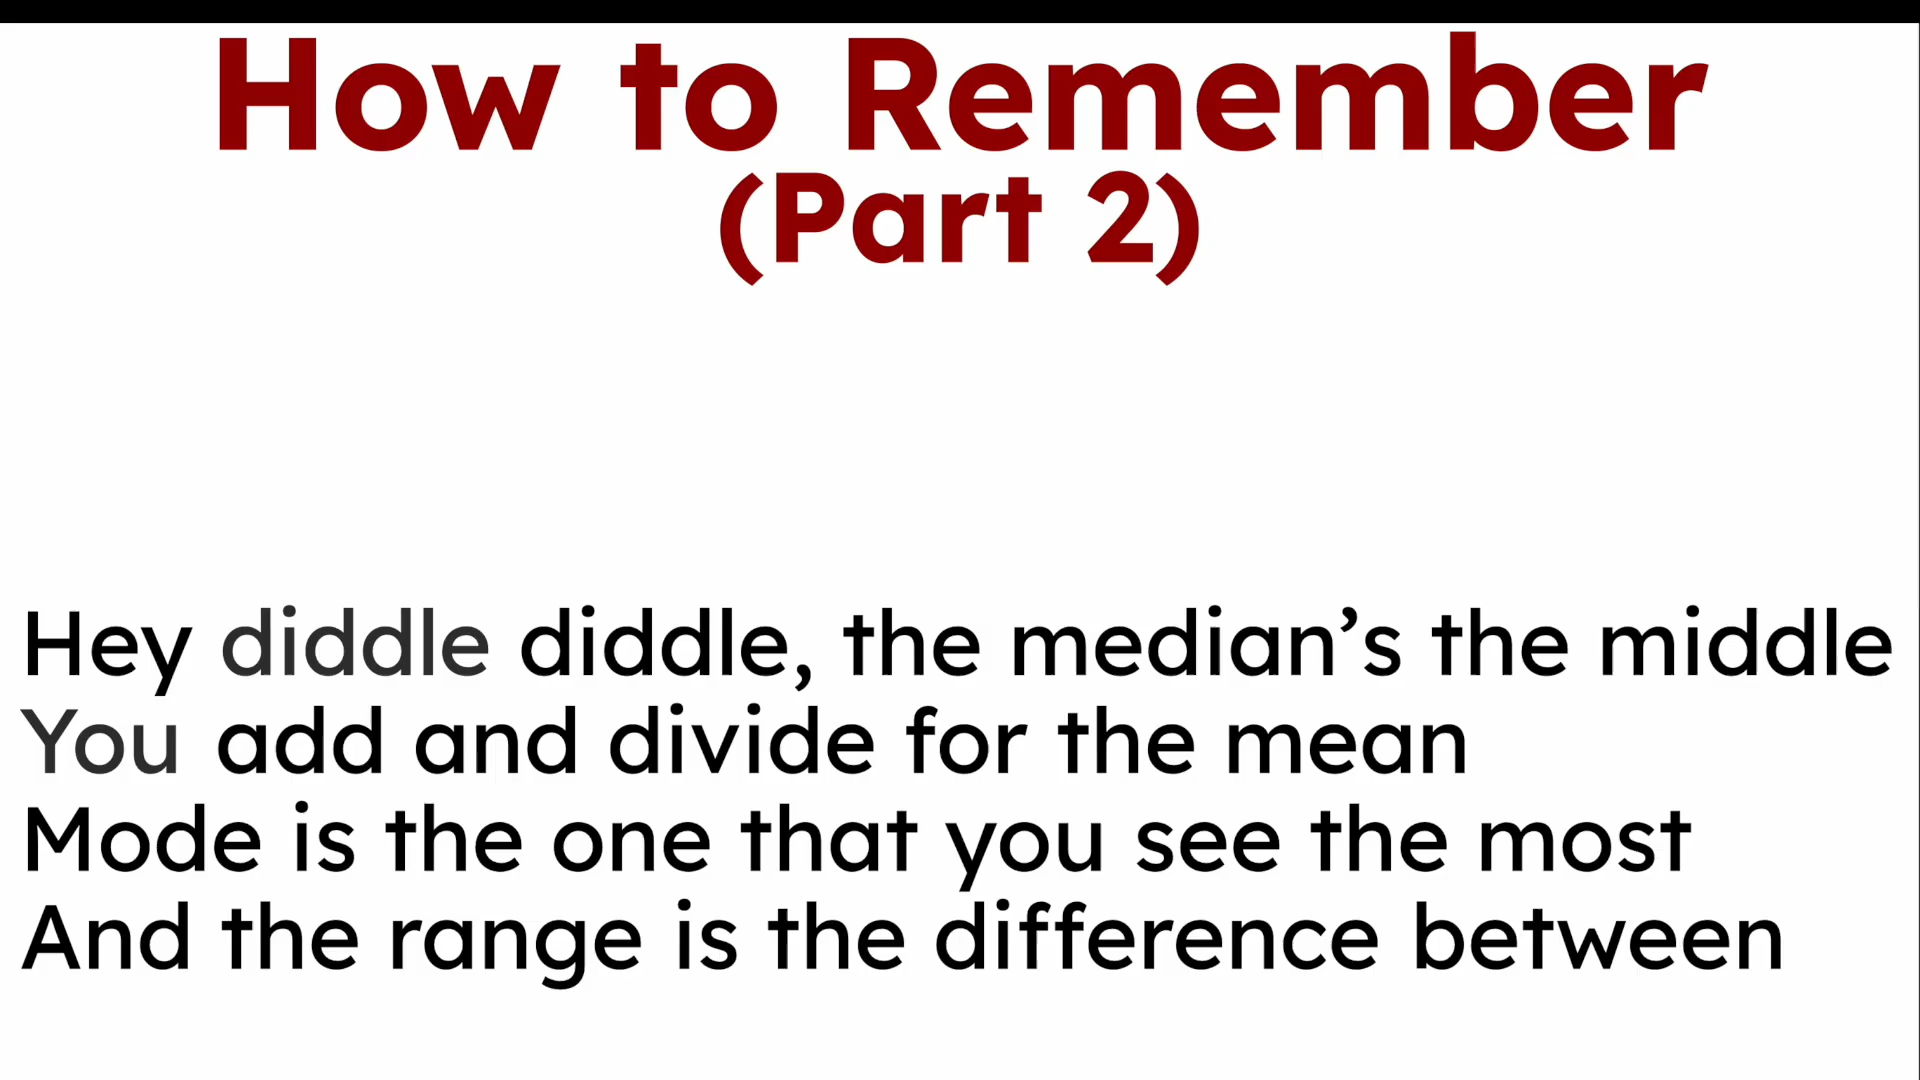 How to Remember
(Part 2)
Hey diddle diddle, the median’s the middle
You add and divide for the mean
Mode is the one that you see the most
And the range is the difference between